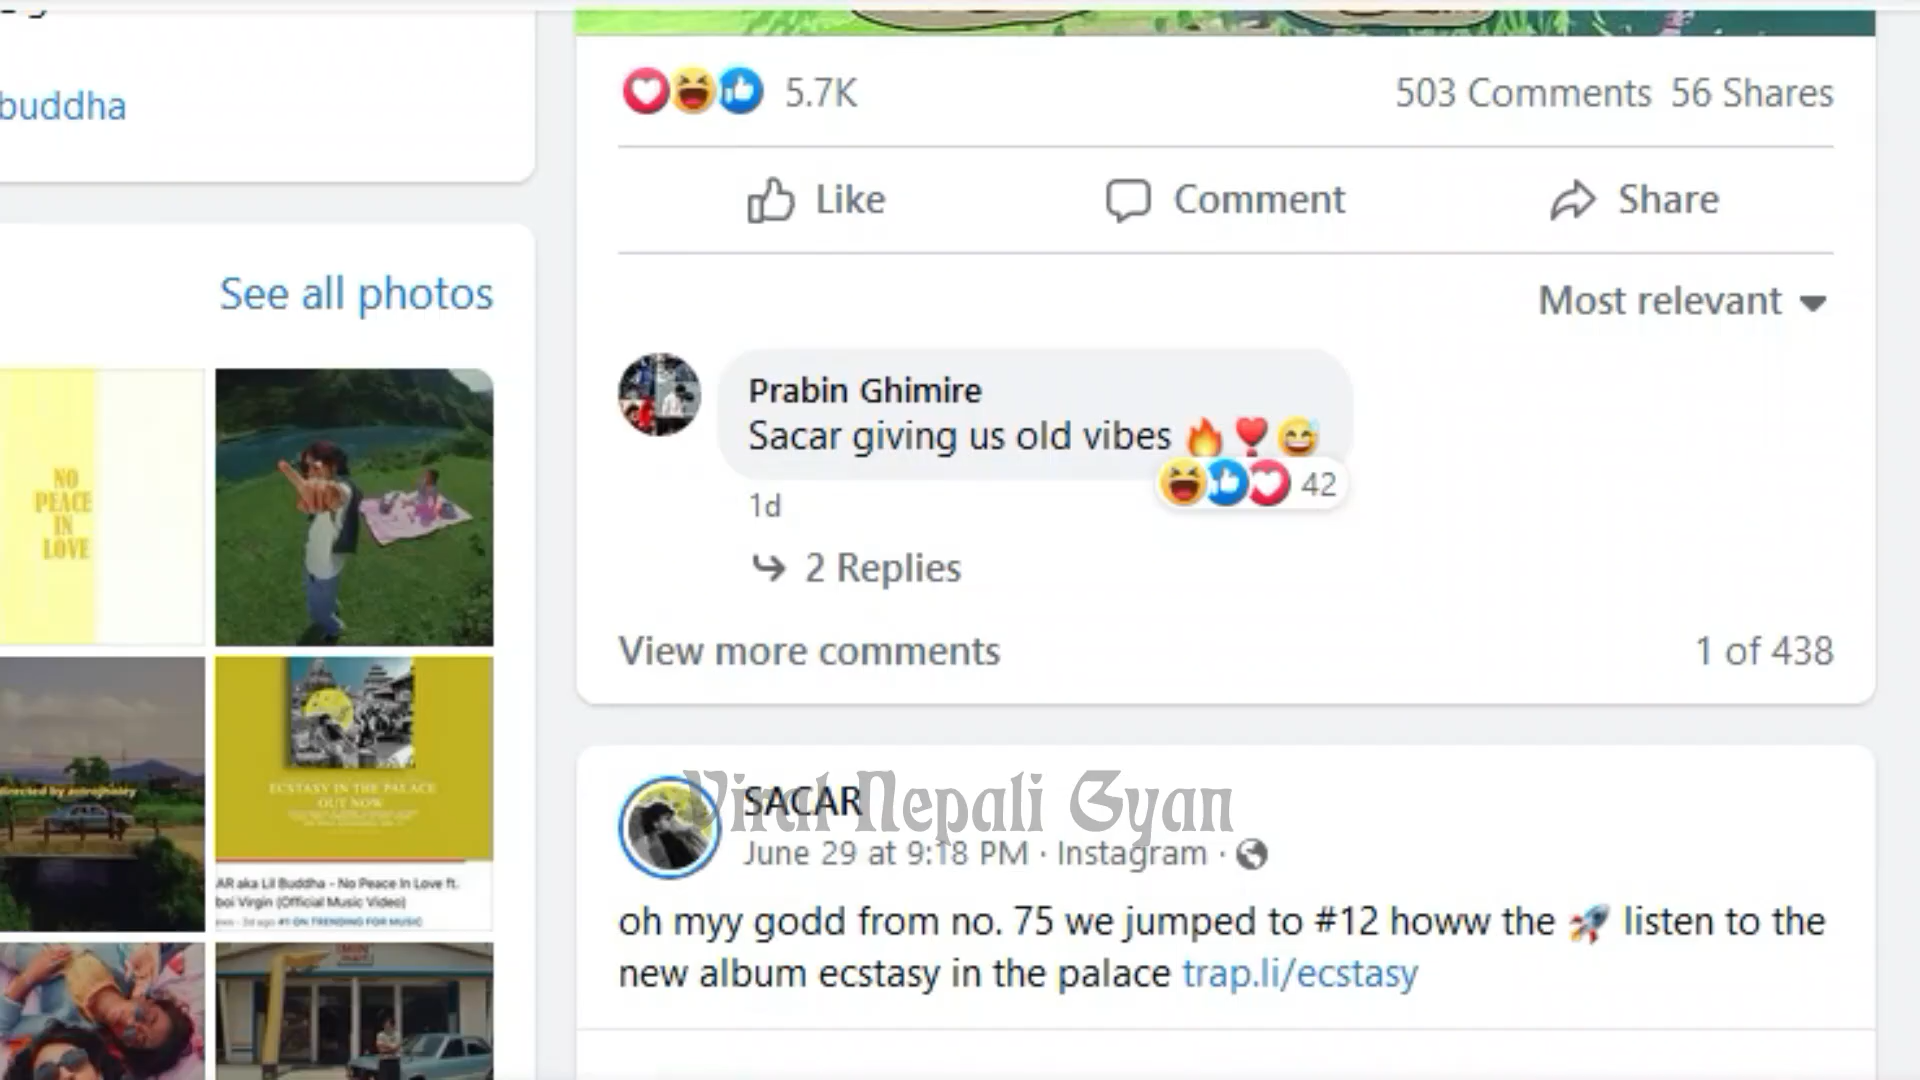 buddha
See all photos
NO
PEACE
IN
LOVE
directed by astrojholey
ECSTASY IN THE PALACE
OUT NOW
AR aka Lil Buddha - No Peace In Love ft.
boi Virgin (Official Music Video)
3d ago #1 ON TRENDING FOR MUSIC
5.7K
503 Comments 56 Shares
Like Comment Share
Most relevant
Prabin Ghimire
Sacar giving us old vibes 🔥❣️😅
42
1d
2 Replies
View more comments
1 of 438
Viral Nepali Gyan
SACAR
June 29 at 9:18 PM · Instagram ·
oh myy godd from no. 75 we jumped to #12 howw the 🚀 listen to the
new album ecstasy in the palace trap.li/ecstasy